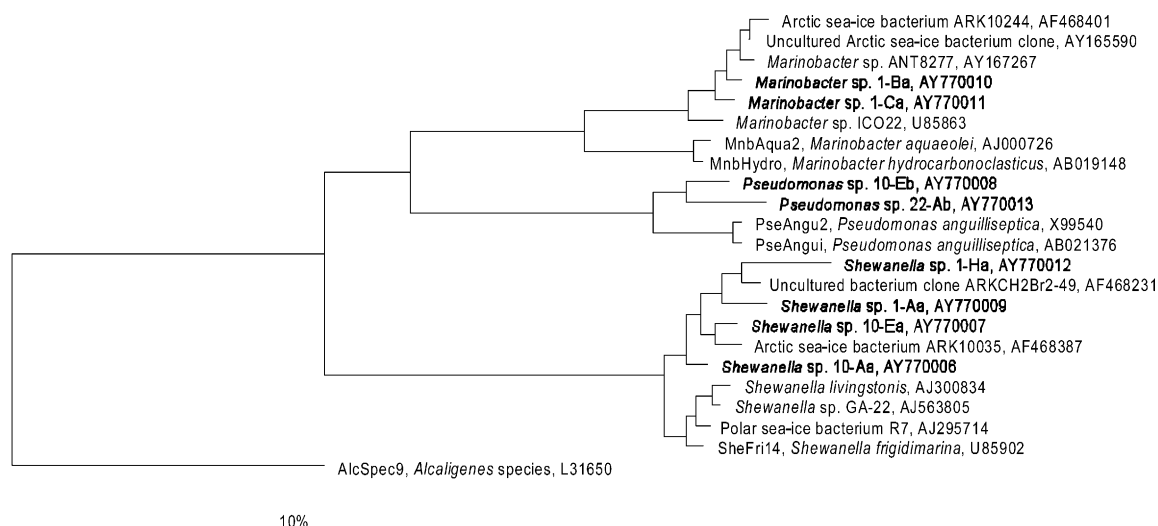 Arctic sea-ice bacterium ARK10244, AF468401
Uncultured Arctic sea-ice bacterium clone, AY165590
Marinobacter sp. ANT8277, AY167267
Marinobacter sp. 1-Ba, AY770010
Marinobacter sp. 1-Ca, AY770011
Marinobacter sp. ICO22, U85863
MnbAqua2, Marinobacter aquaeolei, AJ000726
MnbHydro, Marinobacter hydrocarbonoclasticus, AB019148
Pseudomonas sp. 10-Eb, AY770008
Pseudomonas sp. 22-Ab, AY770013
PseAngu2, Pseudomonas anguilliseptica, X99540
PseAngui, Pseudomonas anguilliseptica, AB021376
Shewanella sp. 1-Ha, AY770012
Uncultured bacterium clone ARKCH2Br2-49, AF468231
Shewanella sp. 1-Aa, AY770009
Shewanella sp. 10-Ea, AY770007
Arctic sea-ice bacterium ARK10035, AF468387
Shewanella sp. 10-Aa, AY770006
Shewanella livingstonis, AJ300834
Shewanella sp. GA-22, AJ563805
Polar sea-ice bacterium R7, AJ295714
SheFri14, Shewanella frigidimarina, U85902
AlcSpec9, Alcaligenes species, L31650
10%